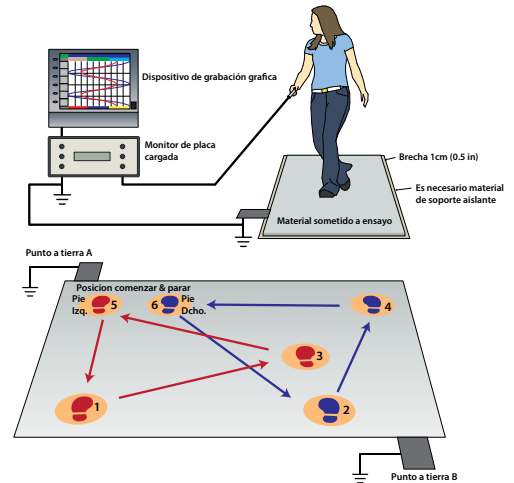 Dispositivo de grabación grafica
Monitor de placa
cargada
Brecha 1cm (0.5 in)
Es necesario material
de soporte aislante
Material sometido a ensayo
Punto a tierra A
Posicion comenzar & parar
Pie
Izq.
5
6
Pie
Dcho.
4
3
1
2
Punto a tierra B